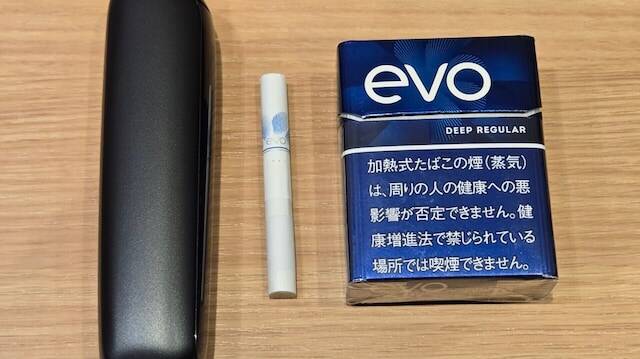 evo
evo
DEEP REGULAR
加熱式たばこの煙(蒸気)
は、周りの人の健康への悪
影響が否定できません。健
康増進法で禁じられている
場所では喫煙できません。